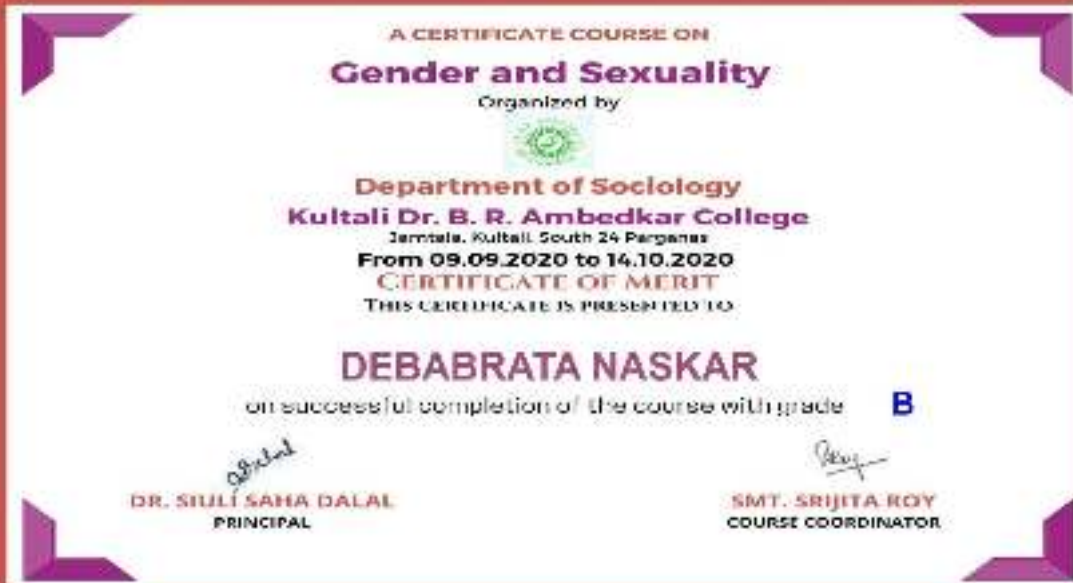 A CERTIFICATE COURSE ON
Gender and Sexuality
Organized by
Department of Sociology
Kultali Dr. B. R. Ambedkar College
Jamtala, Kultali, South 24 Parganas
From 09.09.2020 to 14.10.2020
CERTIFICATE OF MERIT
THIS CERTIFICATE IS PRESENTED TO
DEBABRATA NASKAR
on successful completion of the course with grade B
DR. SIULI SAHA DALAL
PRINCIPAL
SMT. SRIJITA ROY
COURSE COORDINATOR